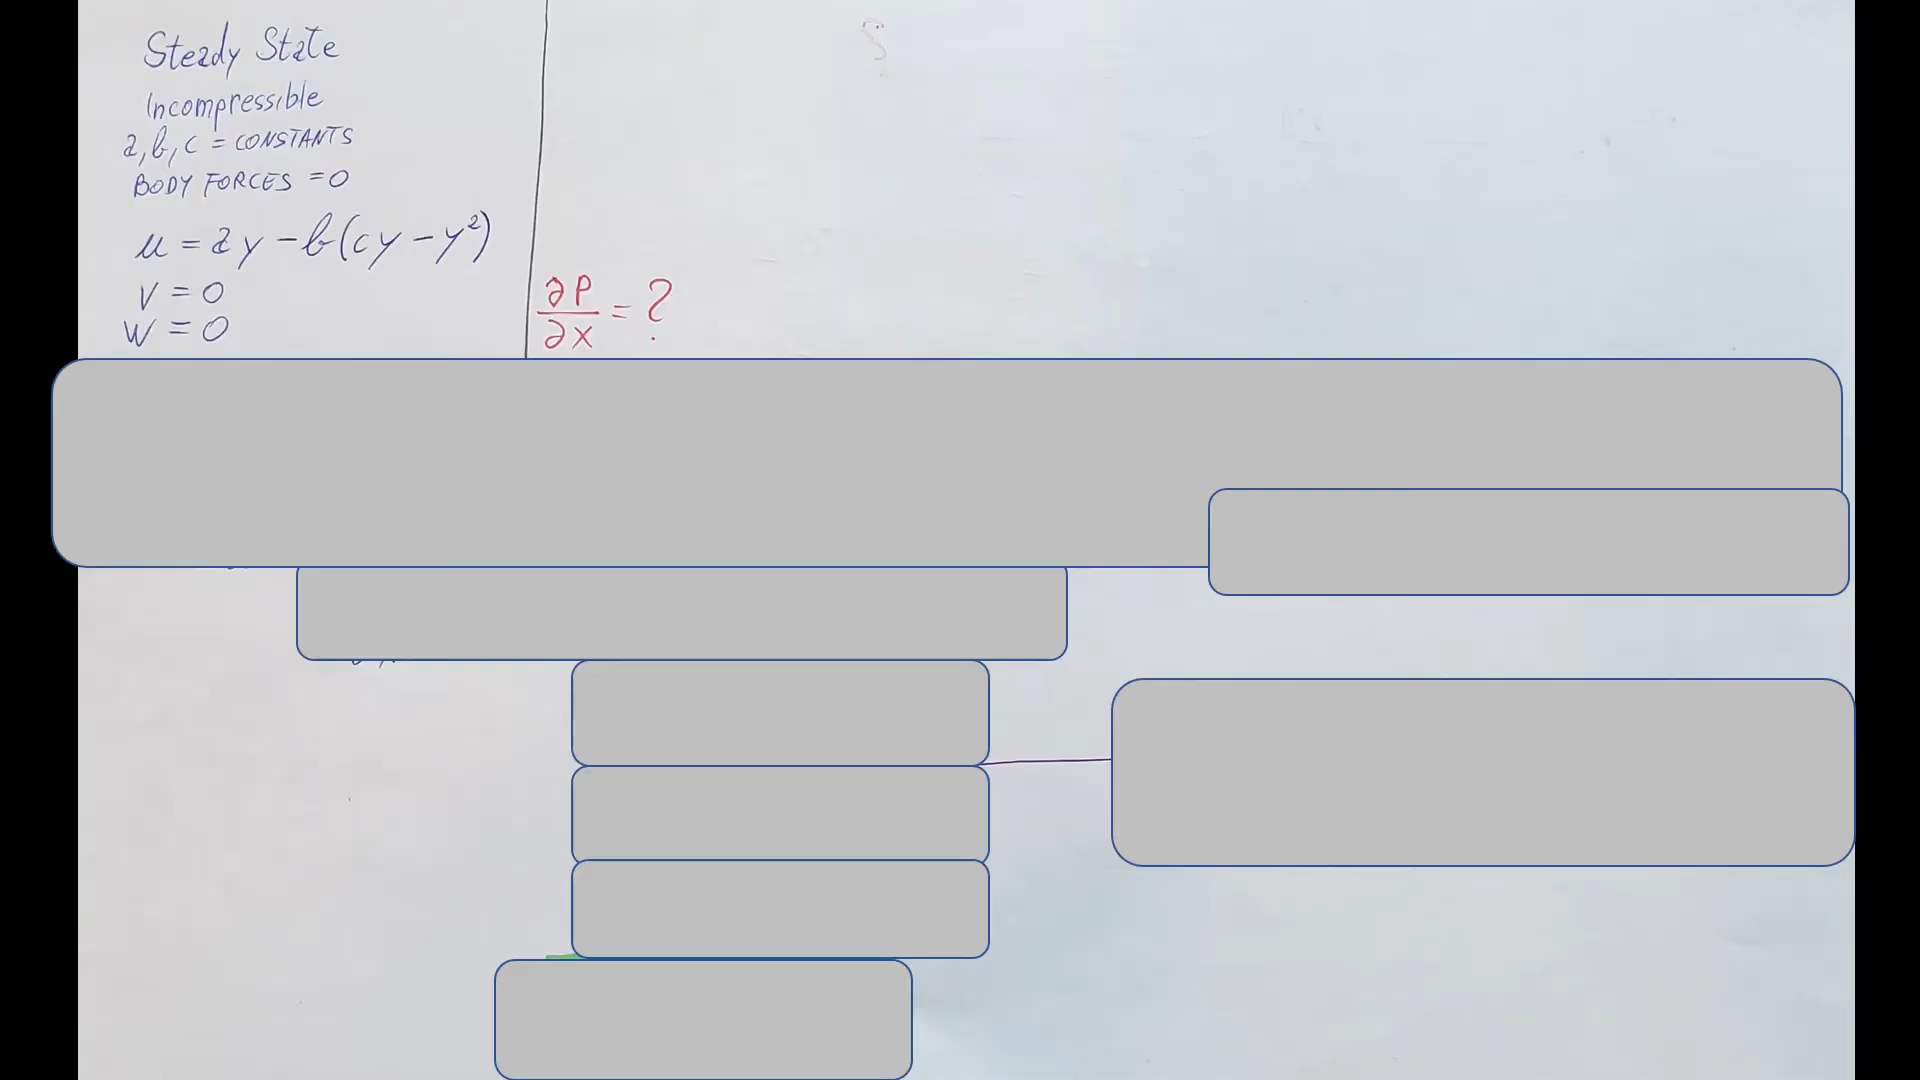 Steady State
Incompressible
a, b, c = CONSTANTS
BODY FORCES = 0
u = ay - b(cy - y²)
V = 0
W = 0
∂P/∂x = ?